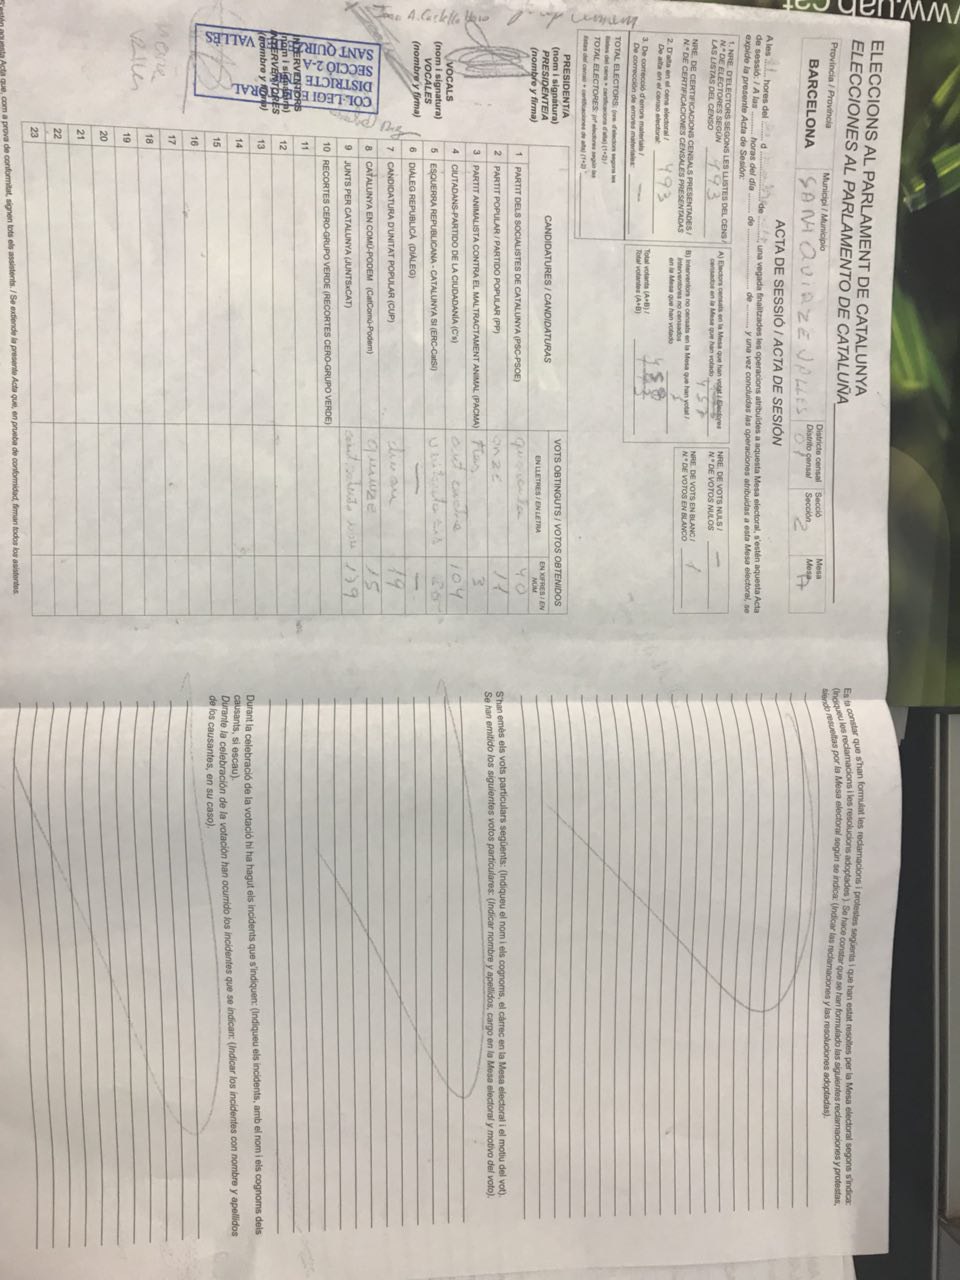 www.uab.cat
ELECCIONS AL PARLAMENT DE CATALUNYA
ELECCIONES AL PARLAMENTO DE CATALUÑA
Província / Provincia
BARCELONA
Municipi / Municipio
SANT QUIRZE VALLES
Districte censal
Distrito censal
01
Secció
Sección
2
Mesa
Mesa
A
ACTA DE SESSIÓ / ACTA DE SESIÓN
A les hores del d de una vegada finalitzades les operacions atribuïdes a aquesta Mesa electoral, s'estén aquesta Acta
de sessió / A las horas del día de de y una vez concluidas las operaciones atribuidas a esta Mesa electoral, se
expide la presente Acta de Sesión:
1. NRE. D'ELECTORS SEGONS LES LLISTES DEL CENS /
N.º DE ELECTORES SEGÚN
LAS LISTAS DEL CENSO
493
NRE. DE CERTIFICACIONS CENSALS PRESENTADES /
N.º DE CERTIFICACIONES CENSALES PRESENTADAS
2. D'alta en el cens electoral /
De alta en el censo electoral:
493
3. De correcció d'errors materials /
De corrección de errores materiales:
—
TOTAL ELECTORS: (nre. d'electors segons les
llistes del cens + certificacions d'alta) (1+2) /
TOTAL ELECTORES: (nº electores según las
listas del censo + certificaciones de alta) (1+2)
A) Electors censats en la Mesa que han votat / Electores
censados en la Mesa que han votado
B) Interventors no censats en la Mesa que han votat /
Interventores no censados
en la Mesa que han votado
Total votants (A+B) /
Total votantes (A+B)
NRE. DE VOTS NULS /
N.º DE VOTOS NULOS
—
NRE. DE VOTS EN BLANC /
N.º DE VOTOS EN BLANCO
1
CANDIDATURES / CANDIDATURAS
VOTS OBTINGUTS / VOTOS OBTENIDOS
EN LLETRES / EN LETRA
EN XIFRES / EN NÚM.
1 PARTIT DELS SOCIALISTES DE CATALUNYA (PSC-PSOE) quaranta 40
2 PARTIT POPULAR / PARTIDO POPULAR (PP) onze 11
3 PARTIT ANIMALISTA CONTRA EL MALTRACTAMENT ANIMAL (PACMA) tres 3
4 CIUTADANS-PARTIDO DE LA CIUDADANÍA (C's) cent quatre 104
5 ESQUERRA REPUBLICANA - CATALUNYA SÍ (ERC-CatSí)
6 DIÀLEG REPUBLICÀ (DIÀLEG) — —
7 CANDIDATURA D'UNITAT POPULAR (CUP) dinou 19
8 CATALUNYA EN COMÚ-PODEM (CatComú-Podem) quinze 15
9 JUNTS PER CATALUNYA (JUNTSxCAT) cent setanta nou 179
10 RECORTES CERO-GRUPO VERDE (RECORTES CERO-GRUPO VERDE)
11
12
13
14
15
16
17
18
19
20
21
22
23
PRESIDENT/A
(nom i signatura)
PRESIDENTE/A
(nombre y firma)
VOCALS
(nom i signatura)
VOCALES
(nombre y firma)
INTERVENTORS
(nom i signatura)
INTERVENTORES
(nombre y firma)
COL·LEGI ELECTORAL
DISTRICTE
SECCIÓ 2-A
SANT QUIRZE VALLÈS
S'estén aquesta Acta que, com a prova de conformitat, signen tots els assistents. / Se extiende la presente Acta que, en prueba de conformidad, firman todos los asistentes.
Es fa constar que s'han formulat les reclamacions i protestes següents i que han estat resoltes per la Mesa electoral segons s'indica:
(Indiqueu les reclamacions i les resolucions adoptades). Se hace constar que se han formulado las siguientes reclamaciones y protestas,
siendo resueltas por la Mesa electoral según se indica: (Indicar las reclamaciones y las resoluciones adoptadas).
S'han emès els vots particulars següents: (Indiqueu el nom i els cognoms, el càrrec en la Mesa electoral i el motiu del vot).
Se han emitido los siguientes votos particulares: (Indicar nombre y apellidos, cargo en la Mesa electoral y motivo del voto).
Durant la celebració de la votació hi ha hagut els incidents que s'indiquen: (Indiqueu els incidents, amb el nom i els cognoms dels
causants, si escau).
Durante la celebración de la votación han ocurrido los incidentes que se indican: (Indicar los incidentes con nombre y apellidos
de los causantes, en su caso).